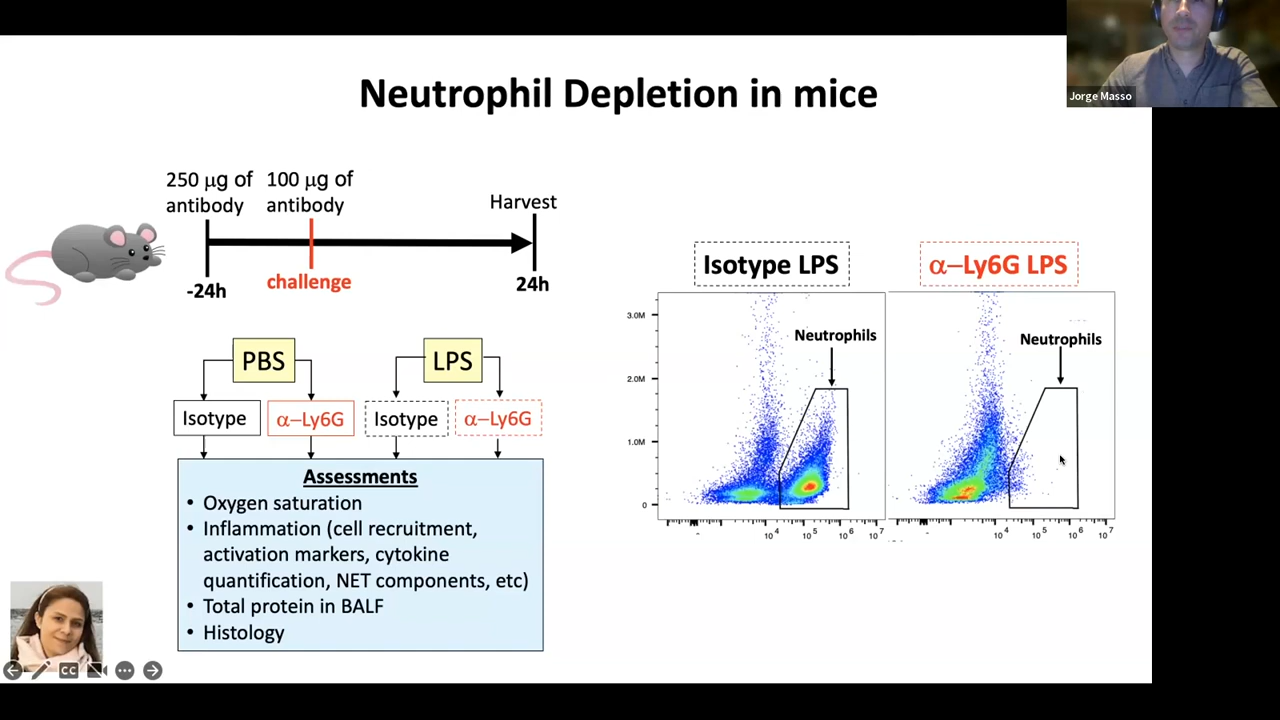 Jorge Masso
Neutrophil Depletion in mice
250 μg of
antibody
100 μg of
antibody
Harvest
challenge
-24h
24h
PBS
LPS
Isotype
α–Ly6G
Isotype
α–Ly6G
Assessments
• Oxygen saturation
• Inflammation (cell recruitment,
activation markers, cytokine
quantification, NET components, etc)
• Total protein in BALF
• Histology
Isotype LPS
α–Ly6G LPS
Neutrophils
Neutrophils
3.0M
2.0M
1.0M
0
10⁴ 10⁵ 10⁶ 10⁷
10⁴ 10⁵ 10⁶ 10⁷
CC